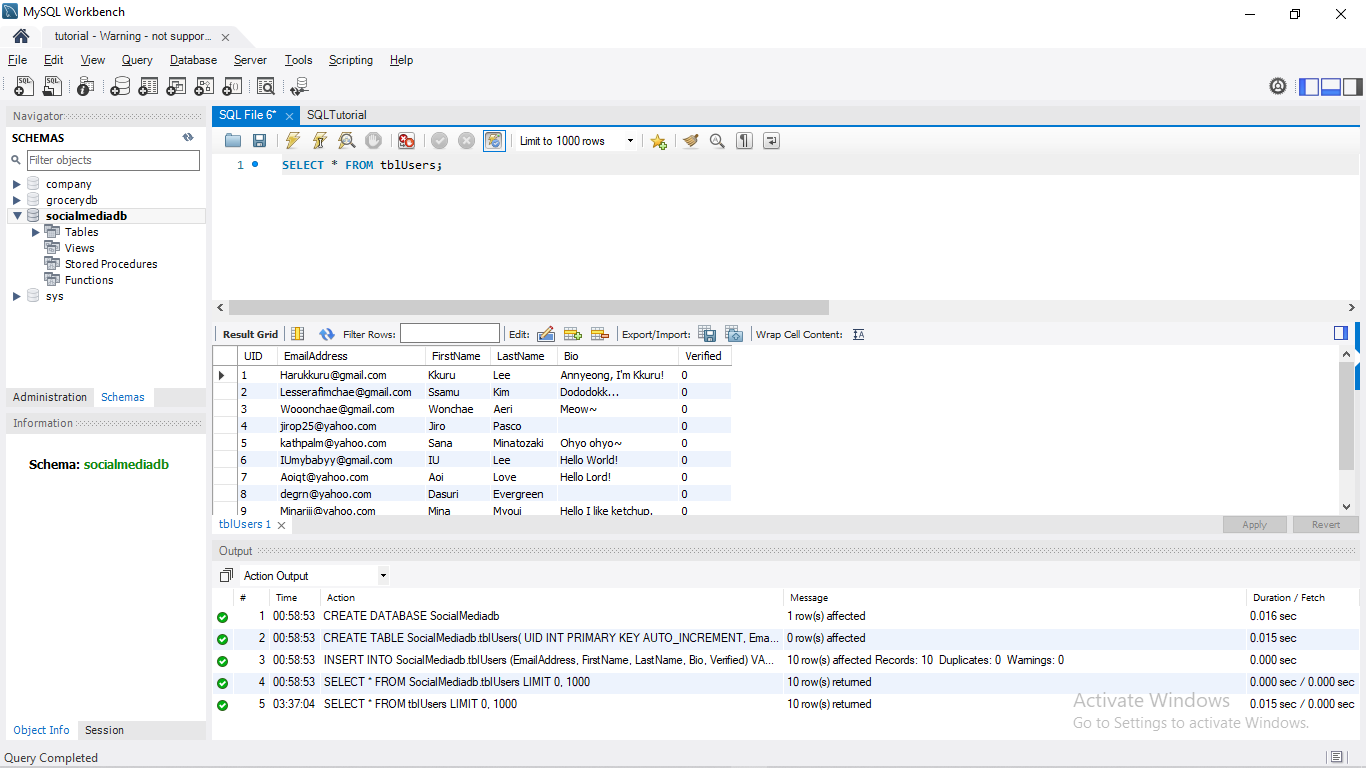 MySQL Workbench
tutorial - Warning - not suppor...
File Edit View Query Database Server Tools Scripting Help
Navigator
SCHEMAS
Filter objects
company
grocerydb
socialmediadb
Tables
Views
Stored Procedures
Functions
sys
Administration Schemas
Information
Schema: socialmediadb
Object Info Session
SQL File 6* SQLTutorial
Limit to 1000 rows
1 SELECT * FROM tblUsers;
Result Grid Filter Rows: Edit: Export/Import: Wrap Cell Content:
UID EmailAddress FirstName LastName Bio Verified
1 Harukkuru@gmail.com Kkuru Lee Annyeong, I'm Kkuru! 0
2 Lesserafimchae@gmail.com Ssamu Kim Dododokk... 0
3 Wooonchae@gmail.com Wonchae Aeri Meow~ 0
4 jirop25@yahoo.com Jiro Pasco 0
5 kathpalm@yahoo.com Sana Minatozaki Ohyo ohyo~ 0
6 IUmybabyy@gmail.com IU Lee Hello World! 0
7 Aoiqt@yahoo.com Aoi Love Hello Lord! 0
8 degrn@yahoo.com Dasuri Evergreen 0
9 Minariii@yahoo.com Mina Myoui Hello I like ketchup. 0
tblUsers 1 Apply Revert
Output
Action Output
# Time Action Message Duration / Fetch
1 00:58:53 CREATE DATABASE SocialMediadb 1 row(s) affected 0.016 sec
2 00:58:53 CREATE TABLE SocialMediadb.tblUsers( UID INT PRIMARY KEY AUTO_INCREMENT, Ema... 0 row(s) affected 0.015 sec
3 00:58:53 INSERT INTO SocialMediadb.tblUsers (EmailAddress, FirstName, LastName, Bio, Verified) VA... 10 row(s) affected Records: 10 Duplicates: 0 Warnings: 0 0.000 sec
4 00:58:53 SELECT * FROM SocialMediadb.tblUsers LIMIT 0, 1000 10 row(s) returned 0.000 sec / 0.000 sec
5 03:37:04 SELECT * FROM tblUsers LIMIT 0, 1000 10 row(s) returned 0.015 sec / 0.000 sec
Activate Windows
Go to Settings to activate Windows.
Query Completed